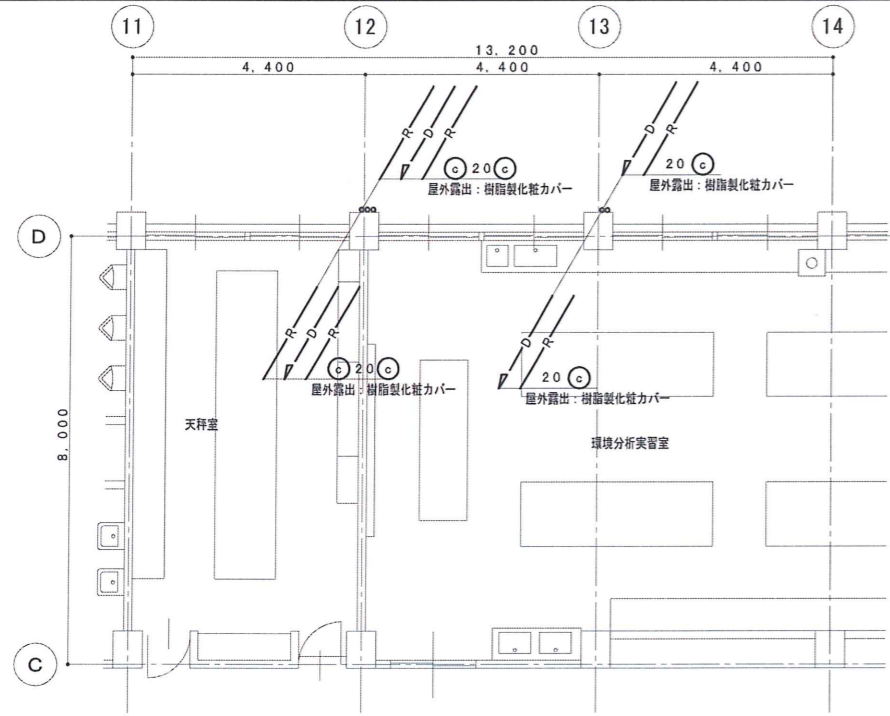 11 12 13 14
13,200
4,400 4,400 4,400
R D R
D R
c 20 c
屋外露出:樹脂製化粧カバー
20 c
屋外露出:樹脂製化粧カバー
D
R D R
D R
c 20 c
屋外露出:樹脂製化粧カバー
20 c
屋外露出:樹脂製化粧カバー
8,000
天秤室
環境分析実習室
C